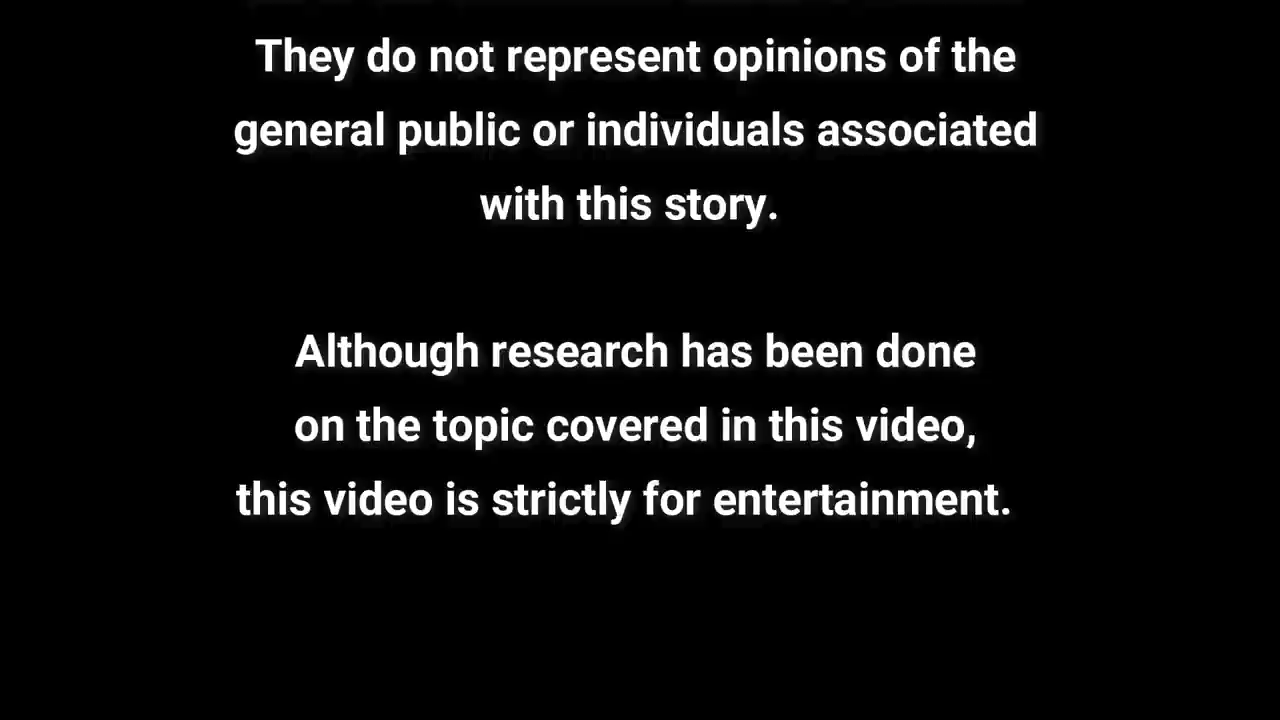 They do not represent opinions of the
general public or individuals associated
with this story.
Although research has been done
on the topic covered in this video,
this video is strictly for entertainment.